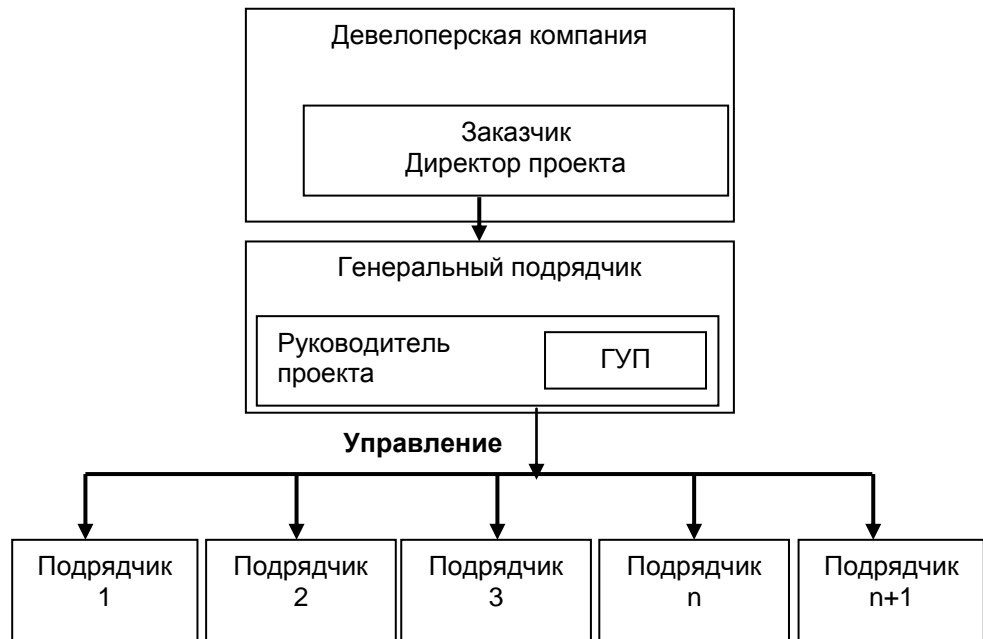 Девелоперская компания
Заказчик
Директор проекта
Генеральный подрядчик
Руководитель
проекта
ГУП
Управление
Подрядчик
1
Подрядчик
2
Подрядчик
3
Подрядчик
n
Подрядчик
n+1